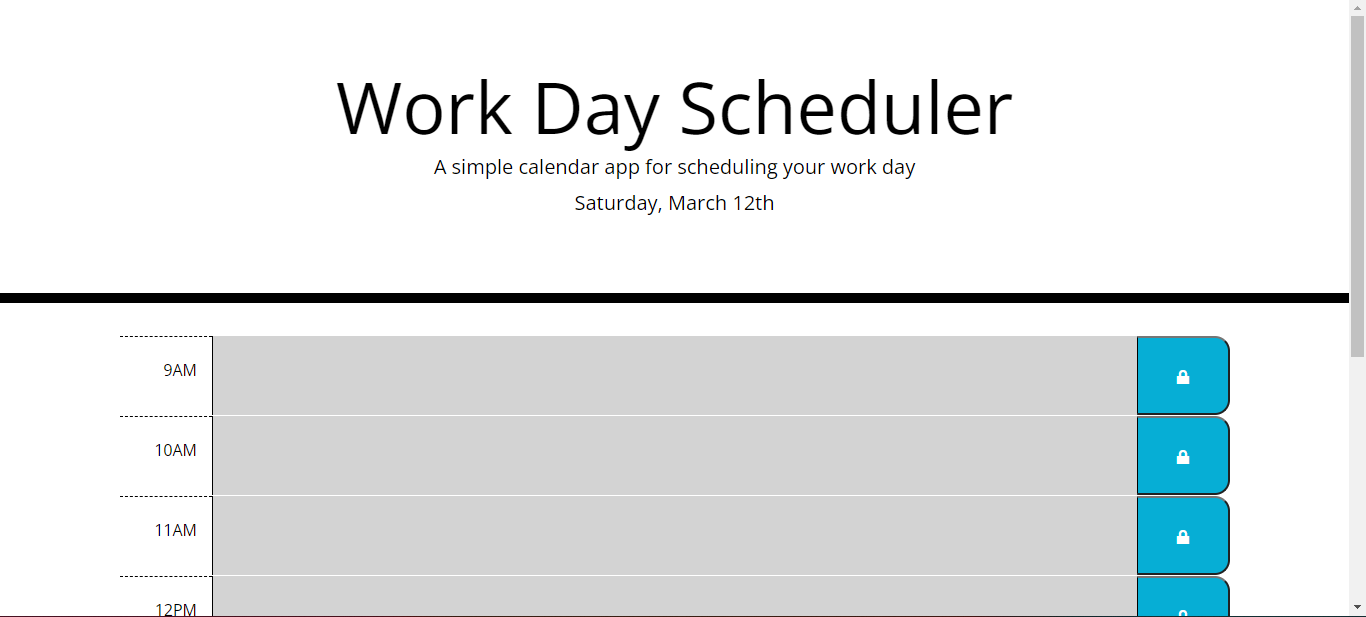 Work Day Scheduler
A simple calendar app for scheduling your work day
Saturday, March 12th
9AM
10AM
11AM
12PM